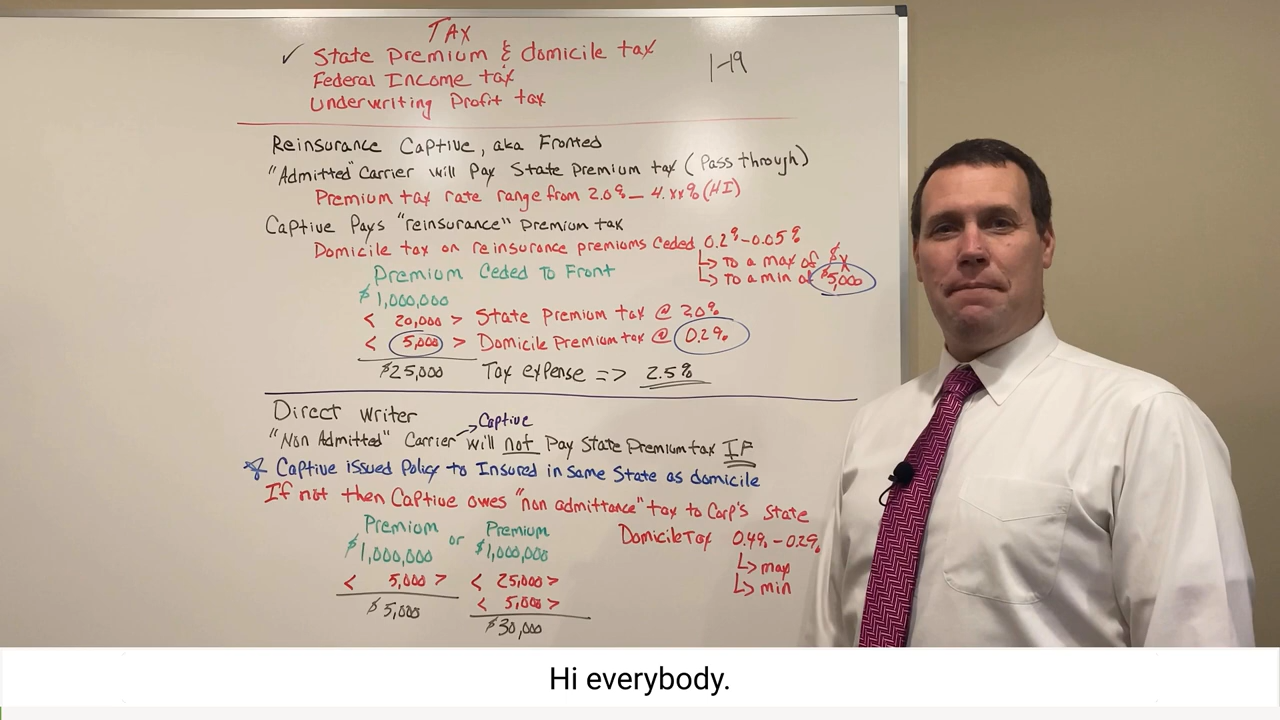 TAX
✓ State Premium & domicile tax
1-19
Federal Income tax
Underwriting Profit tax
Reinsurance Captive, aka Fronted
"Admitted" Carrier will Pay State Premium tax (Pass through)
Premium tax rate range from 2.0% – 4.xx% (HI)
Captive Pays "reinsurance" Premium tax
Domicile tax on reinsurance premiums ceded 0.2% - 0.05%
↳ to a max of $X
↳ to a min of $5,000
Premium Ceded To Front
$1,000,000
< 20,000 > State Premium tax @ 2.0%
< 5,000 > Domicile Premium tax @ 0.2%
$25,000 Tax expense => 2.5%
Direct Writer
→ Captive
"Non Admitted" Carrier will not Pay State Premium tax IF
☆ Captive issued Policy to Insured in same State as domicile
If not then Captive owes "non admittance" tax to Corp's State
Premium or Premium
$1,000,000 $1,000,000
Domicile Tax 0.4% - 0.2%
↳ max
↳ min
< 5,000 > < 25,000 >
< 5,000 >
$5,000 $30,000
Hi everybody.